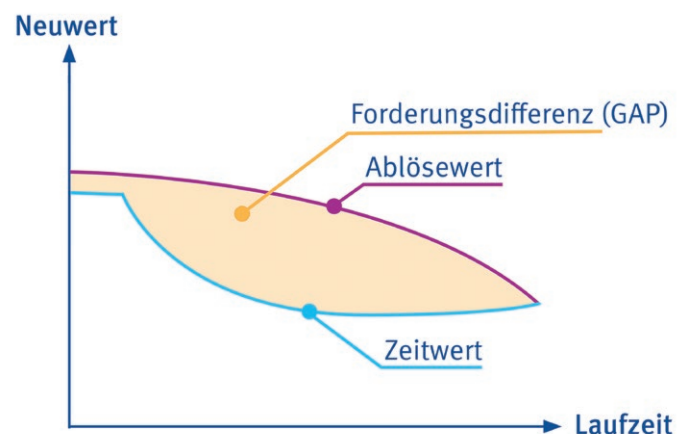 Neuwert
Forderungsdifferenz (GAP)
Ablösewert
Zeitwert
Laufzeit